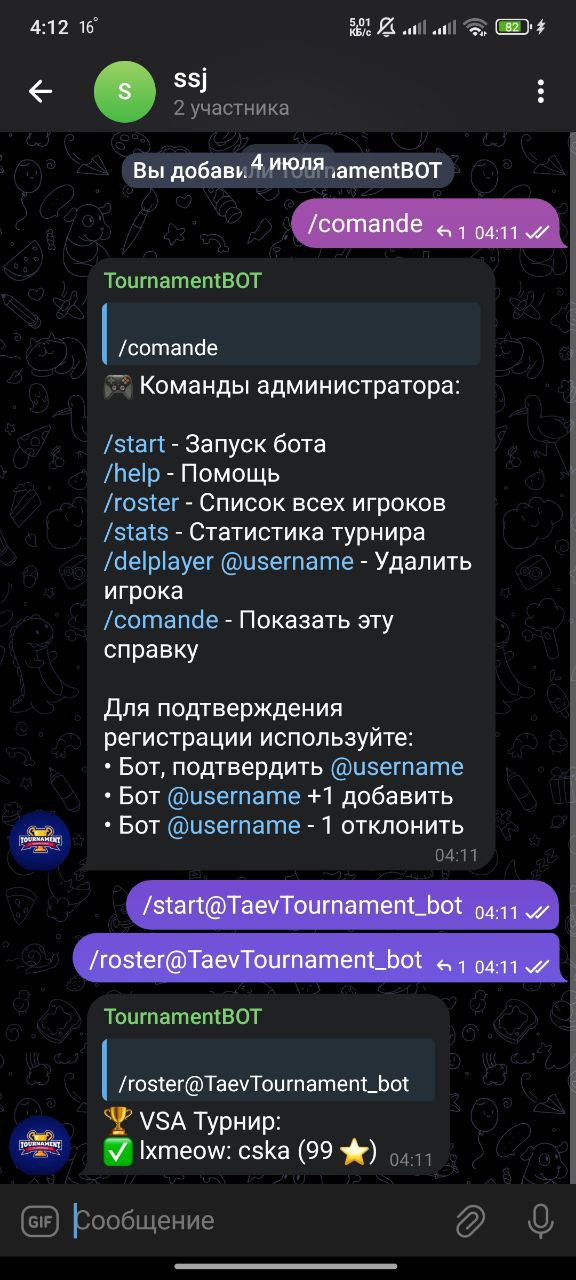 4:12 16° 5,01 КБ/с 82
S ssj
2 участника
4 июля
Вы добавили TournamentBOT
/comande 1 04:11
TournamentBOT
/comande
🎮 Команды администратора:
/start - Запуск бота
/help - Помощь
/roster - Список всех игроков
/stats - Статистика турнира
/delplayer @username - Удалить
игрока
/comande - Показать эту
справку
Для подтверждения
регистрации используйте:
• Бот, подтвердить @username
• Бот @username +1 добавить
• Бот @username - 1 отклонить
04:11
TOURNAMENT
/start@TaevTournament_bot 04:11
/roster@TaevTournament_bot 1 04:11
TournamentBOT
/roster@TaevTournament_bot
🏆 VSA Турнир:
✅ lxmeow: cska (99 ⭐) 04:11
TOURNAMENT
GIF Сообщение